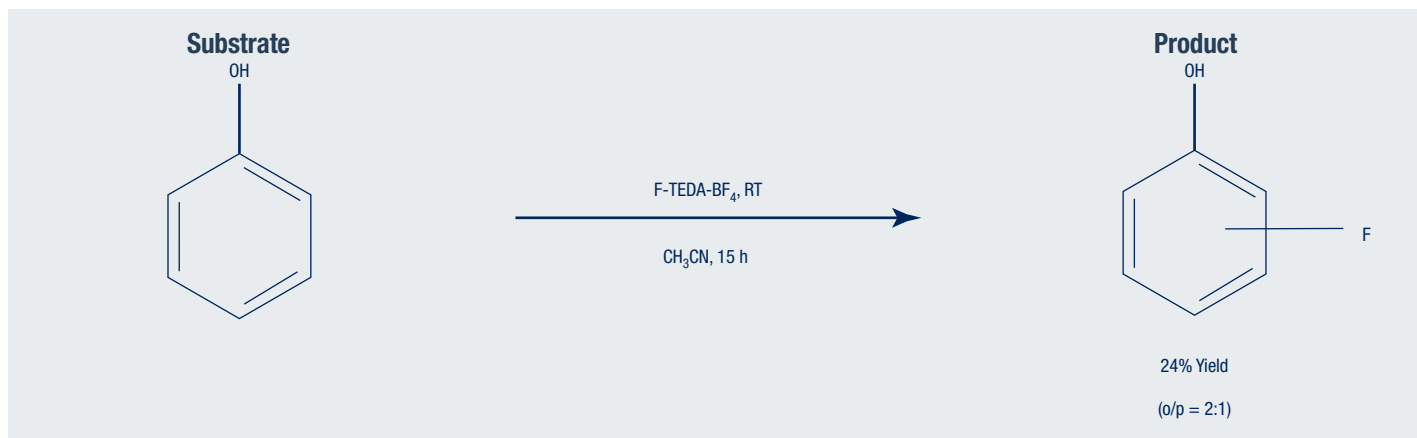 Substrate
OH
F-TEDA-BF₄, RT
CH₃CN, 15 h
Product
OH
F
24% Yield
(o/p = 2:1)